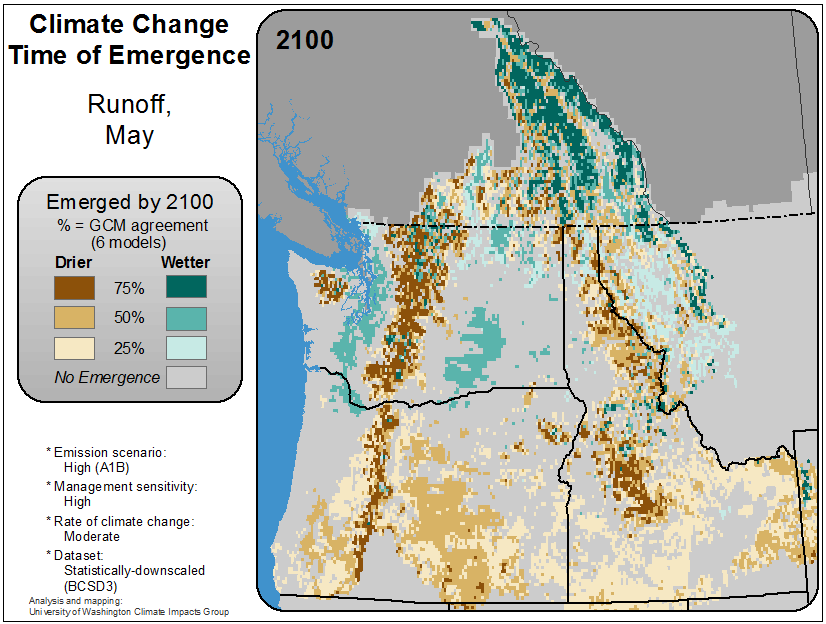 Climate Change
Time of Emergence
Runoff,
May
2100
Emerged by 2100
% = GCM agreement
(6 models)
Drier Wetter
75%
50%
25%
No Emergence
* Emission scenario:
High (A1B)
* Management sensitivity:
High
* Rate of climate change:
Moderate
* Dataset:
Statistically-downscaled
(BCSD3)
Analysis and mapping:
University of Washington Climate Impacts Group